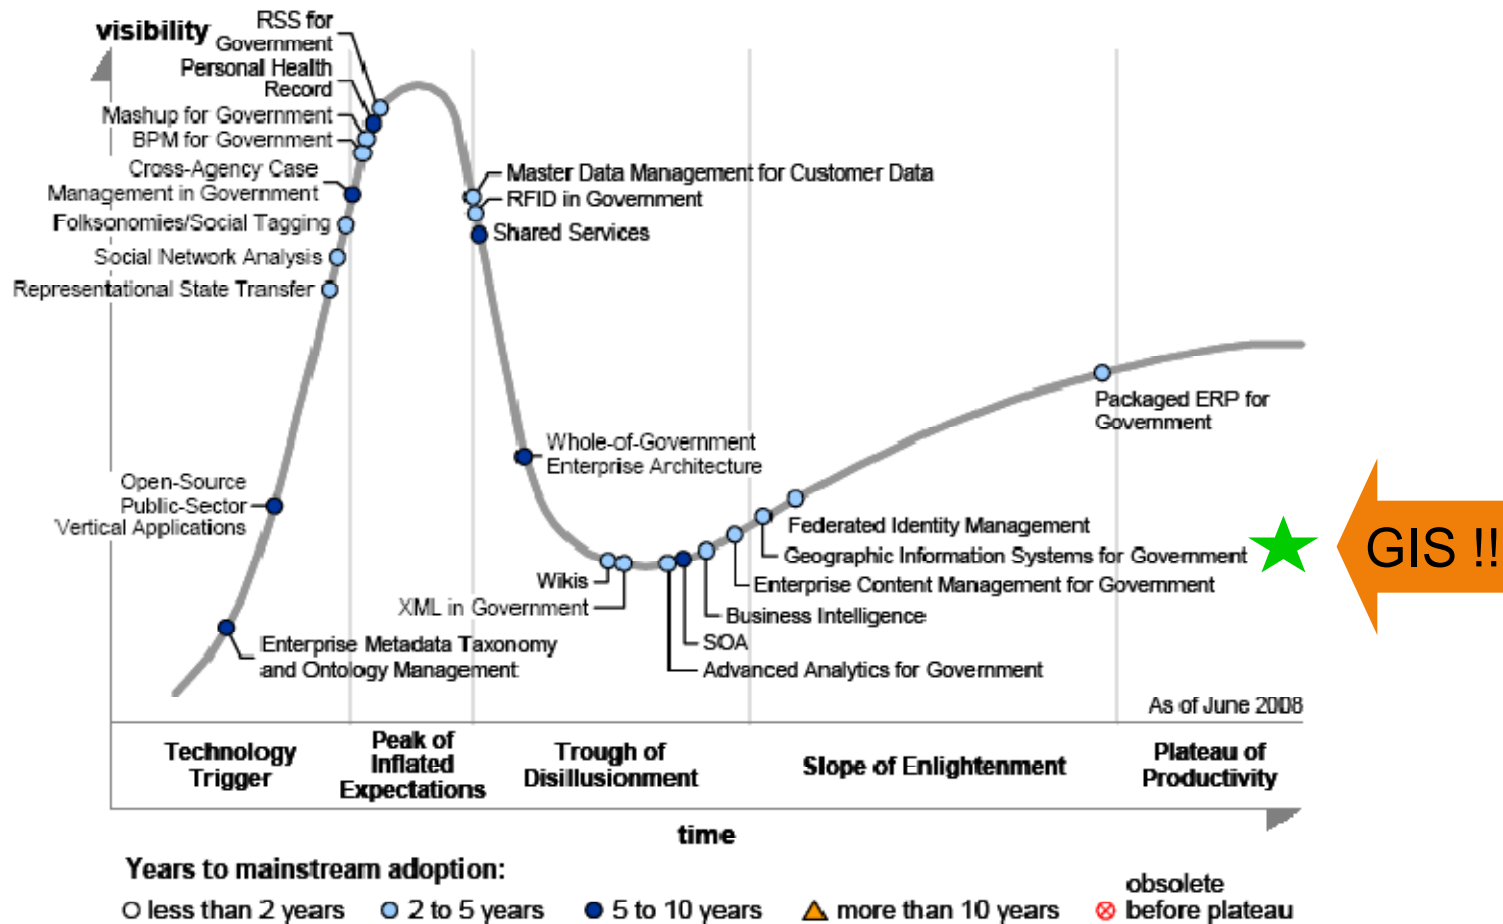 visibility
RSS for
Government
Personal Health
Record
Mashup for Government
BPM for Government
Cross-Agency Case
Management in Government
Folksonomies/Social Tagging
Social Network Analysis
Representational State Transfer
Open-Source
Public-Sector
Vertical Applications
Enterprise Metadata Taxonomy
and Ontology Management
Master Data Management for Customer Data
RFID in Government
Shared Services
Whole-of-Government
Enterprise Architecture
Wikis
XML in Government
Advanced Analytics for Government
SOA
Business Intelligence
Enterprise Content Management for Government
Geographic Information Systems for Government
Federated Identity Management
Packaged ERP for
Government
GIS !!
As of June 2008
Technology
Trigger
Peak of
Inflated
Expectations
Trough of
Disillusionment
Slope of Enlightenment
Plateau of
Productivity
time
Years to mainstream adoption:
less than 2 years
2 to 5 years
5 to 10 years
more than 10 years
obsolete
before plateau